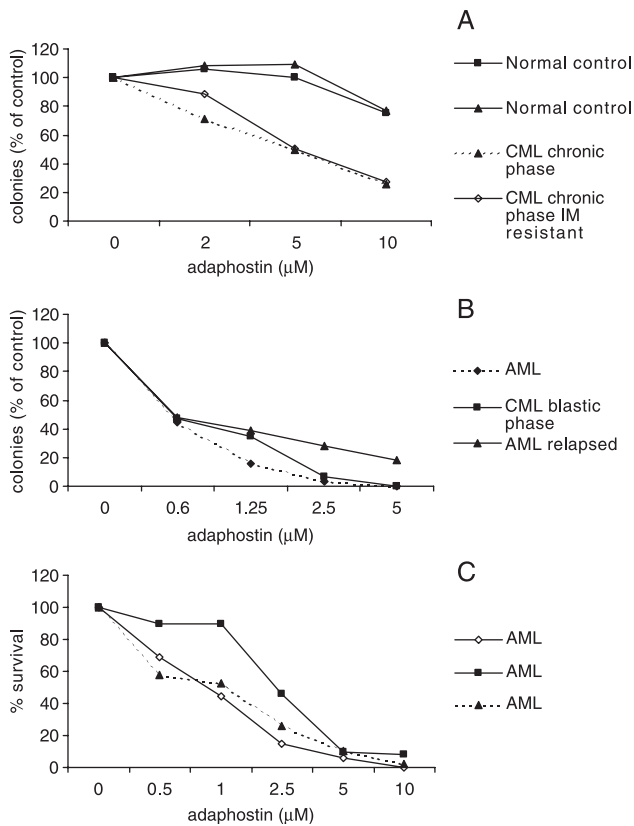 A
120
100
80
60
40
20
0
colonies (% of control)
0 2 5 10
adaphostin (μM)
Normal control
Normal control
CML chronic
phase
CML chronic
phase IM
resistant
B
120
100
80
60
40
20
0
colonies (% of control)
0 0.6 1.25 2.5 5
adaphostin (μM)
AML
CML blastic
phase
AML relapsed
C
120
100
80
60
40
20
0
% survival
0 0.5 1 2.5 5 10
adaphostin (μM)
AML
AML
AML